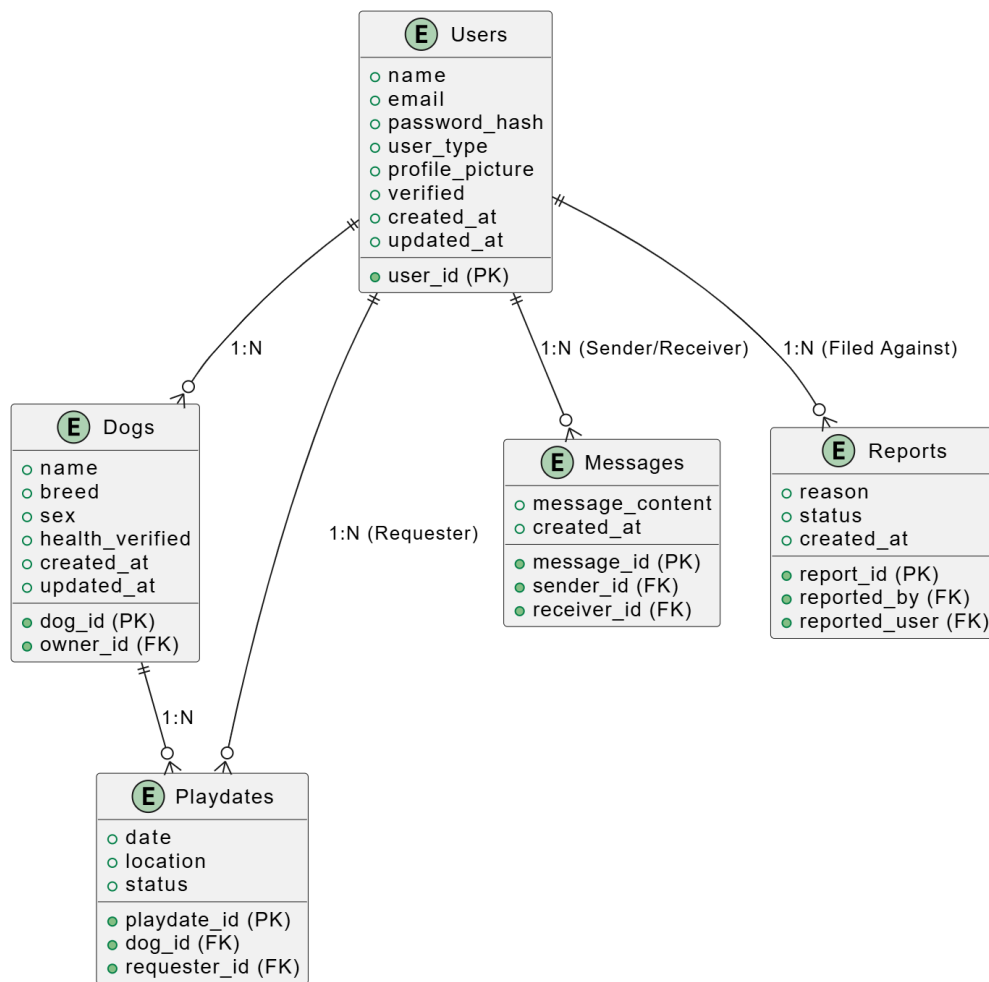 E Users
name
email
password_hash
user_type
profile_picture
verified
created_at
updated_at
user_id (PK)
1:N
1:N (Sender/Receiver)
1:N (Filed Against)
E Dogs
name
breed
sex
health_verified
created_at
updated_at
dog_id (PK)
owner_id (FK)
1:N (Requester)
E Messages
message_content
created_at
message_id (PK)
sender_id (FK)
receiver_id (FK)
E Reports
reason
status
created_at
report_id (PK)
reported_by (FK)
reported_user (FK)
1:N
E Playdates
date
location
status
playdate_id (PK)
dog_id (FK)
requester_id (FK)